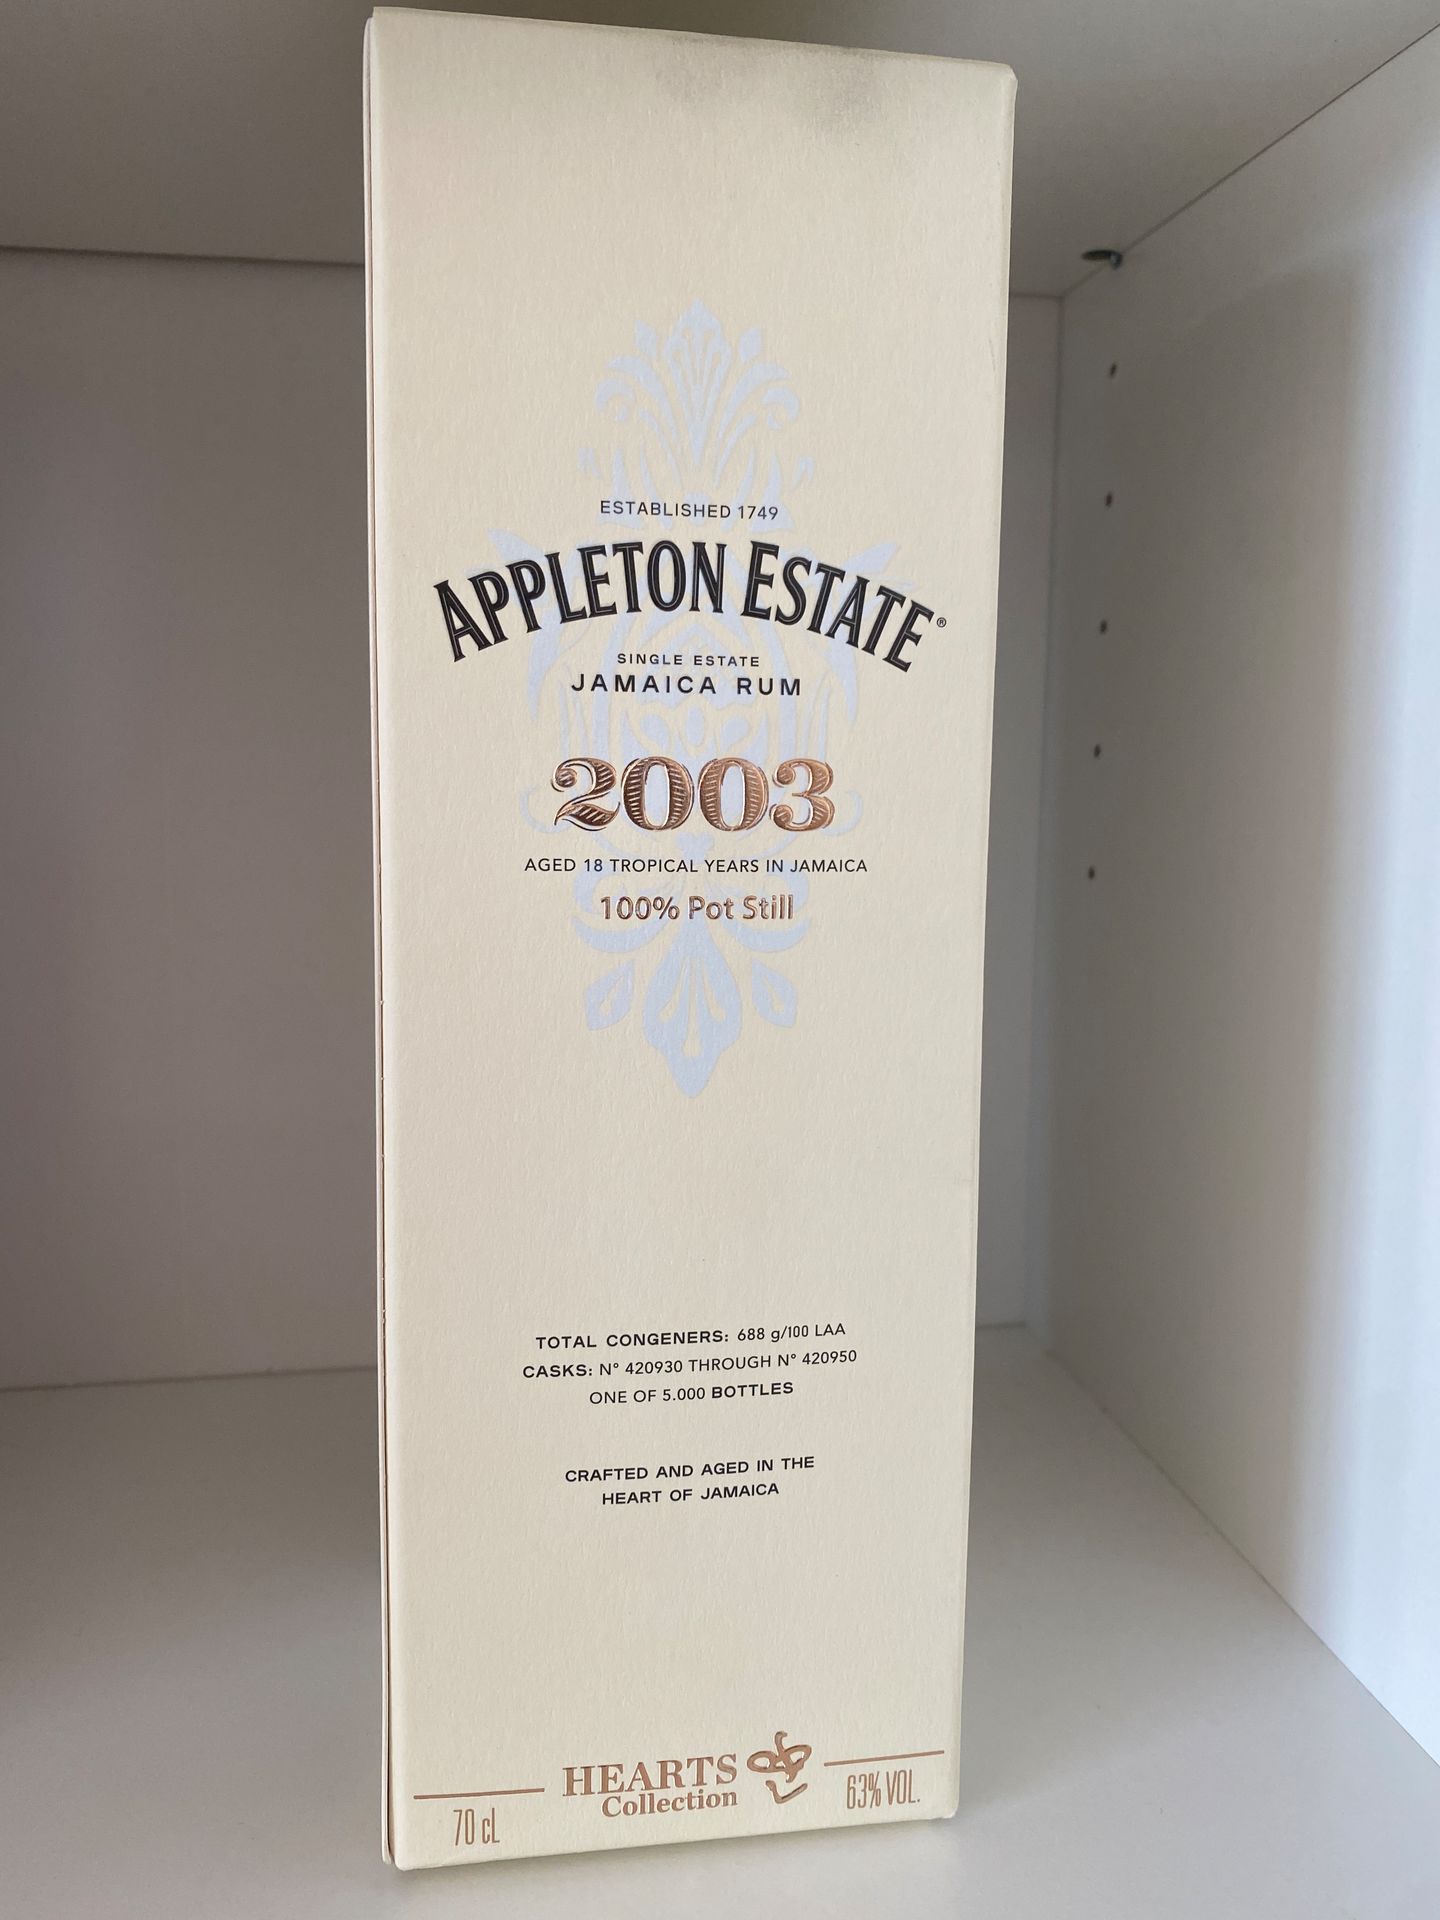 ESTABLISHED 1749
APPLETON ESTATE®
SINGLE ESTATE
JAMAICA RUM
2003
AGED 18 TROPICAL YEARS IN JAMAICA
100% Pot Still
TOTAL CONGENERS: 688 g/100 LAA
CASKS: N° 420930 THROUGH N° 420950
ONE OF 5.000 BOTTLES
CRAFTED AND AGED IN THE
HEART OF JAMAICA
HEARTS
Collection
70 cL
63% VOL.